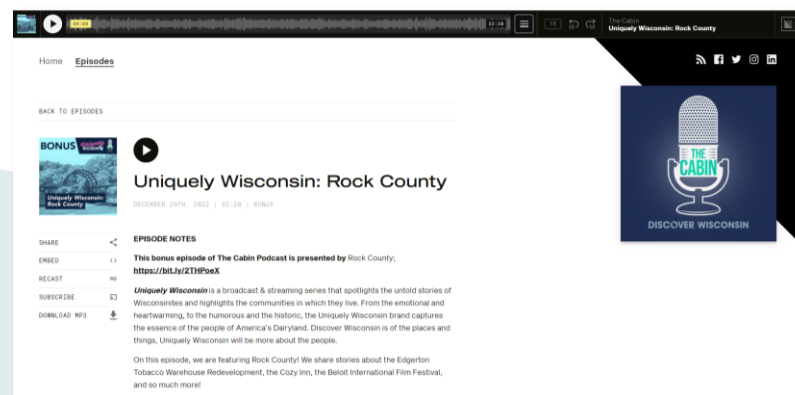 00:00
32:20
1X
The Cabin
Uniquely Wisconsin: Rock County
Home Episodes
BACK TO EPISODES
BONUS Uniquely
Uniquely Wisconsin:
Rock County
Uniquely Wisconsin: Rock County
DECEMBER 20TH, 2022 | 32:20 | BONUS
THE
CABIN
DISCOVER WISCONSIN
SHARE
EMBED
RECAST
SUBSCRIBE
DOWNLOAD MP3
EPISODE NOTES
This bonus episode of The Cabin Podcast is presented by Rock County;
https://bit.ly/2THPoeX
Uniquely Wisconsin is a broadcast & streaming series that spotlights the untold stories of
Wisconsinites and highlights the communities in which they live. From the emotional and
heartwarming, to the humorous and the historic, the Uniquely Wisconsin brand captures
the essence of the people of America's Dairyland. Discover Wisconsin is of the places and
things, Uniquely Wisconsin will be more about the people.
On this episode, we are featuring Rock County! We share stories about the Edgerton
Tobacco Warehouse Redevelopment, the Cozy Inn, the Beloit International Film Festival,
and so much more!